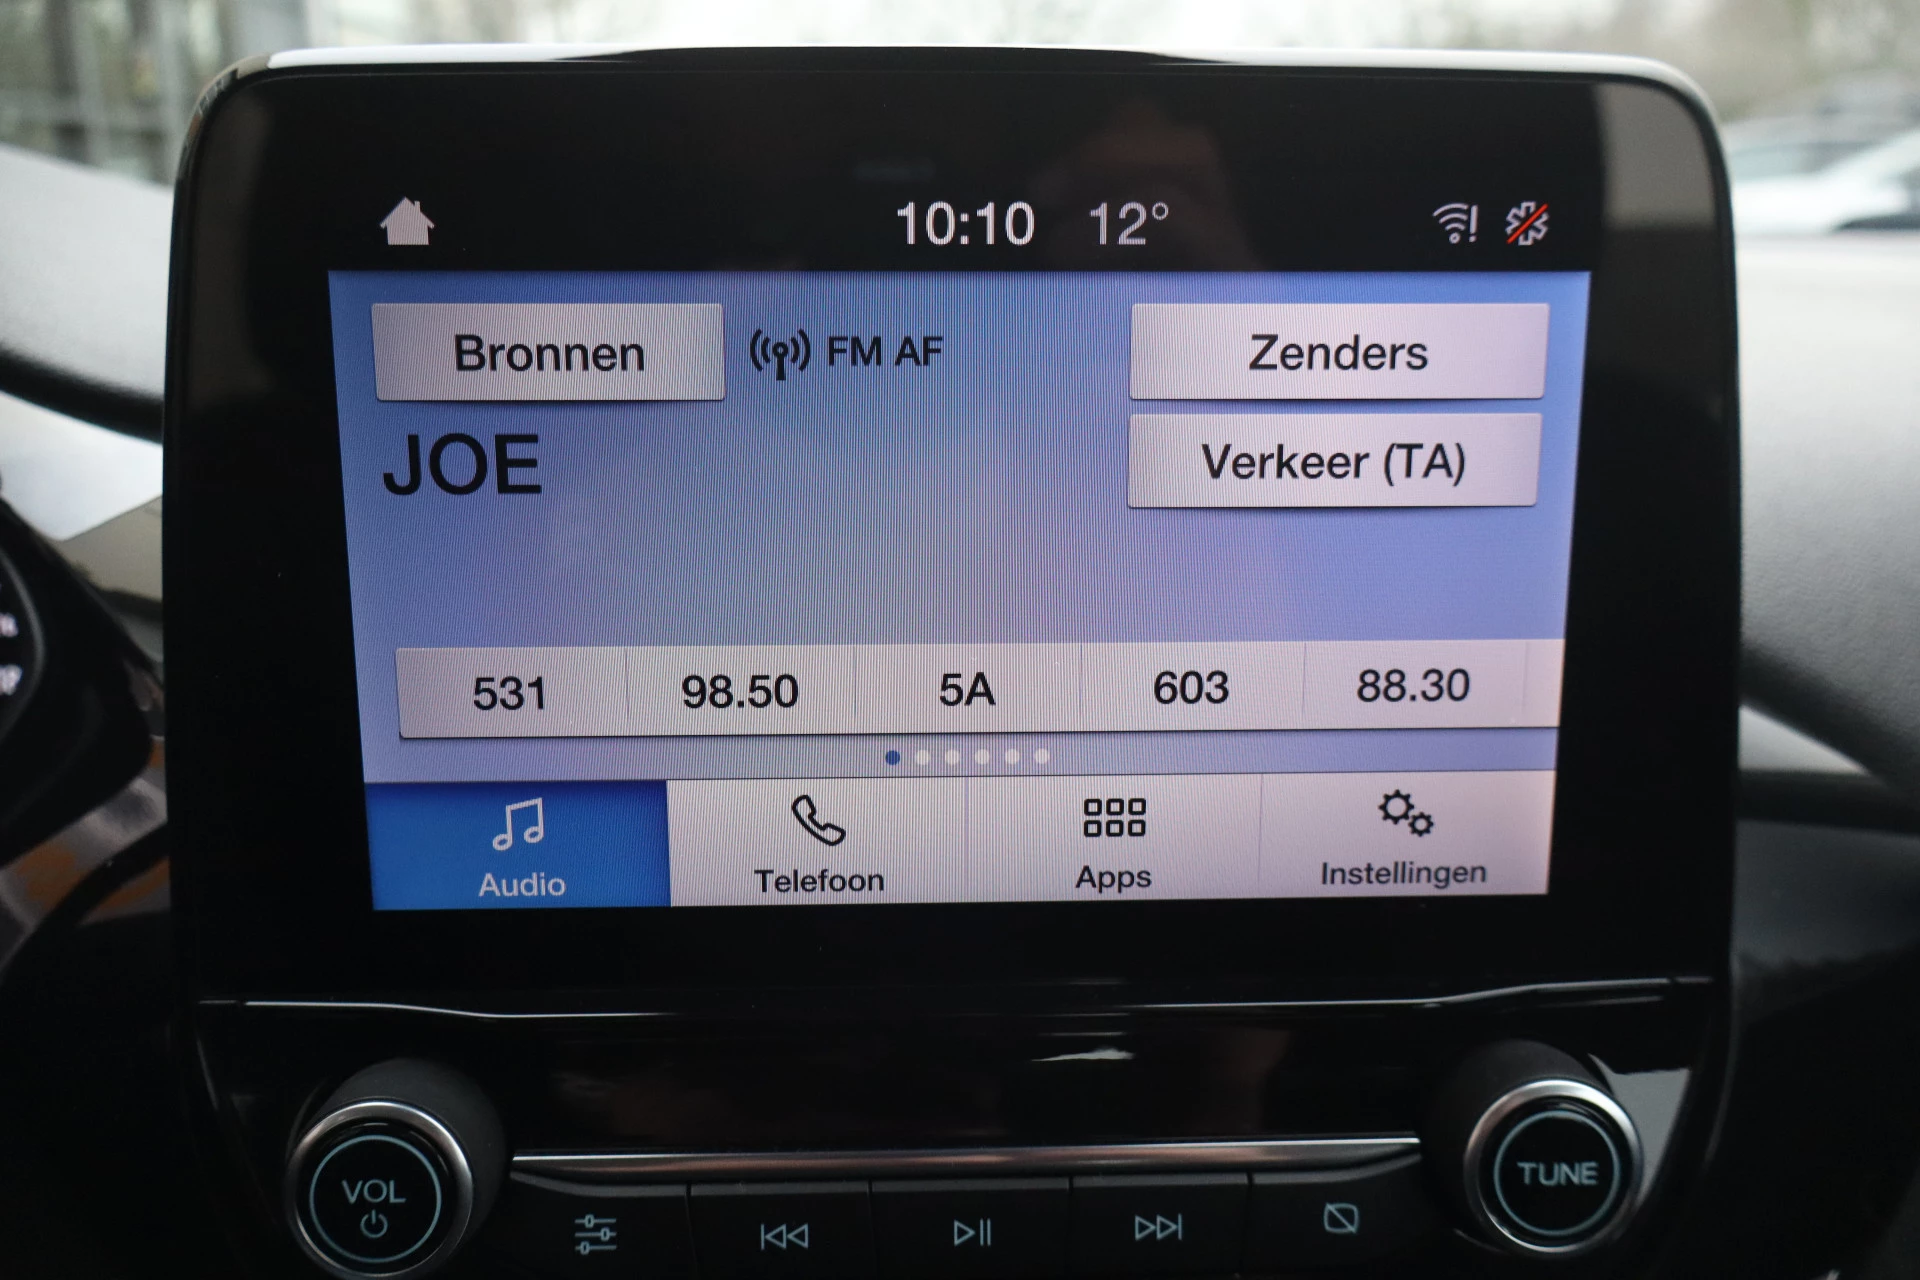 10:10 12°
Bronnen FM AF Zenders
JOE Verkeer (TA)
531 98.50 5A 603 88.30
Audio Telefoon Apps Instellingen
VOL TUNE